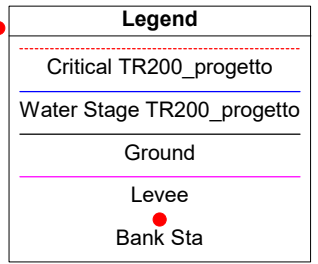 Legend
Critical TR200_progetto
Water Stage TR200_progetto
Ground
Levee
Bank Sta